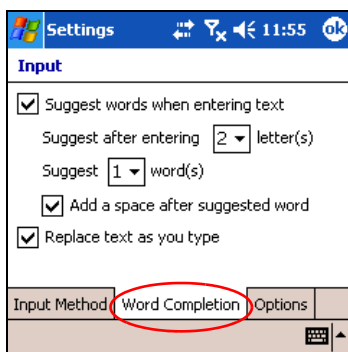 Settings 11:55 ok
Input
Suggest words when entering text
Suggest after entering 2 letter(s)
Suggest 1 word(s)
Add a space after suggested word
Replace text as you type
Input Method Word Completion Options